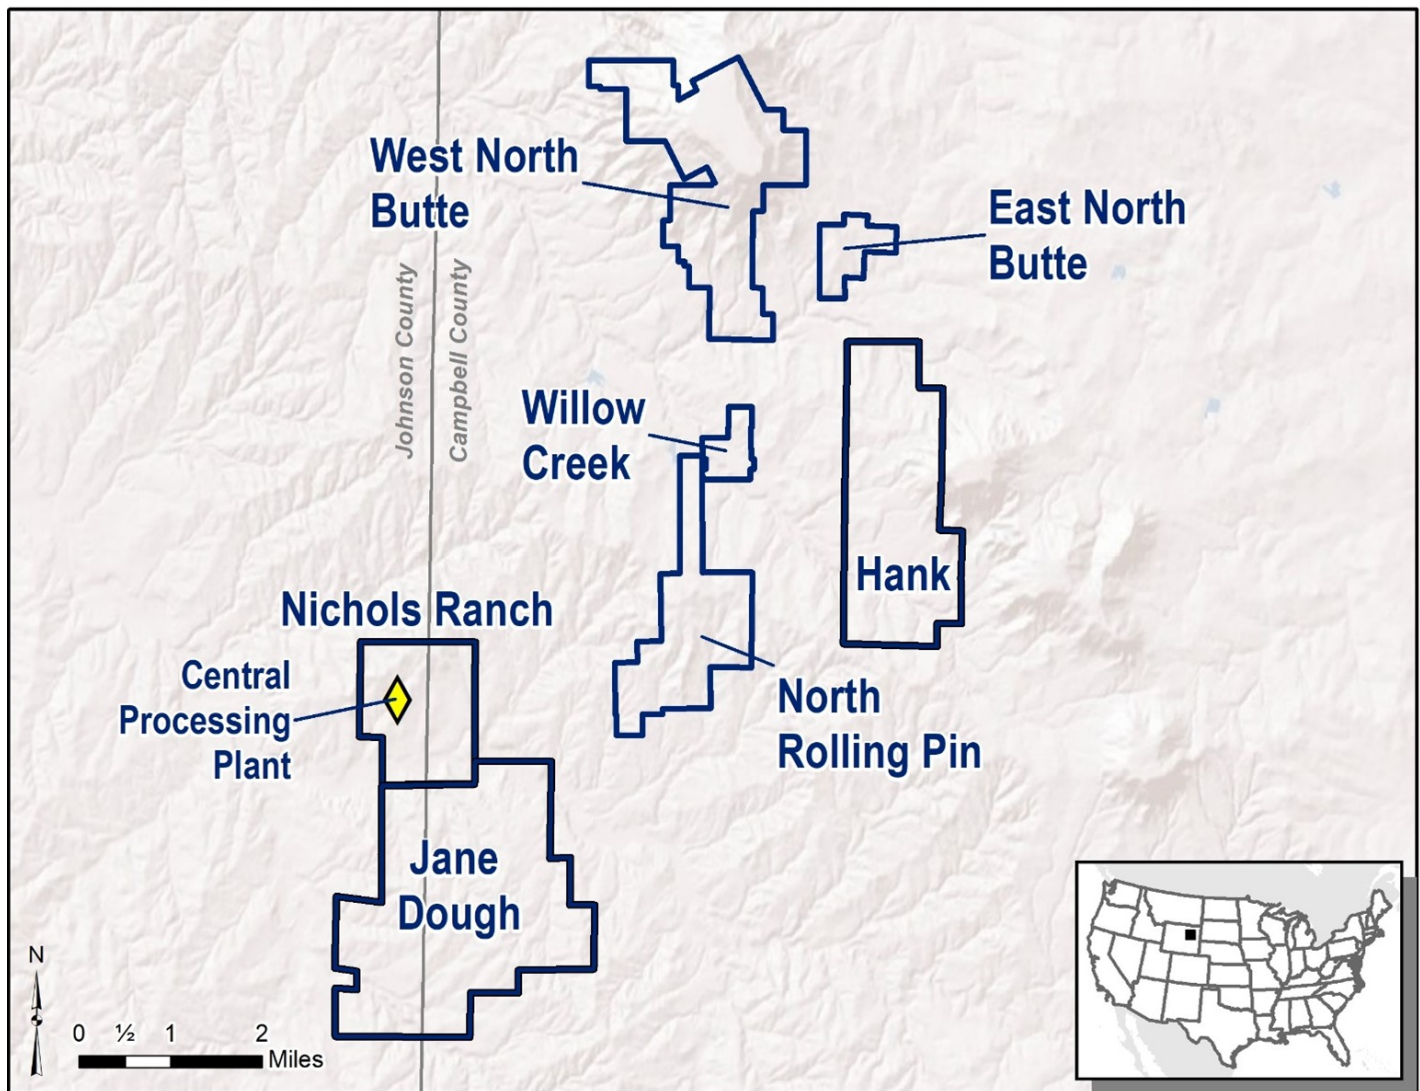 West North
Butte
East North
Butte
Johnson County
Campbell County
Willow
Creek
Hank
Nichols Ranch
Central
Processing
Plant
North
Rolling Pin
Jane
Dough
N
0 ½ 1 2
Miles